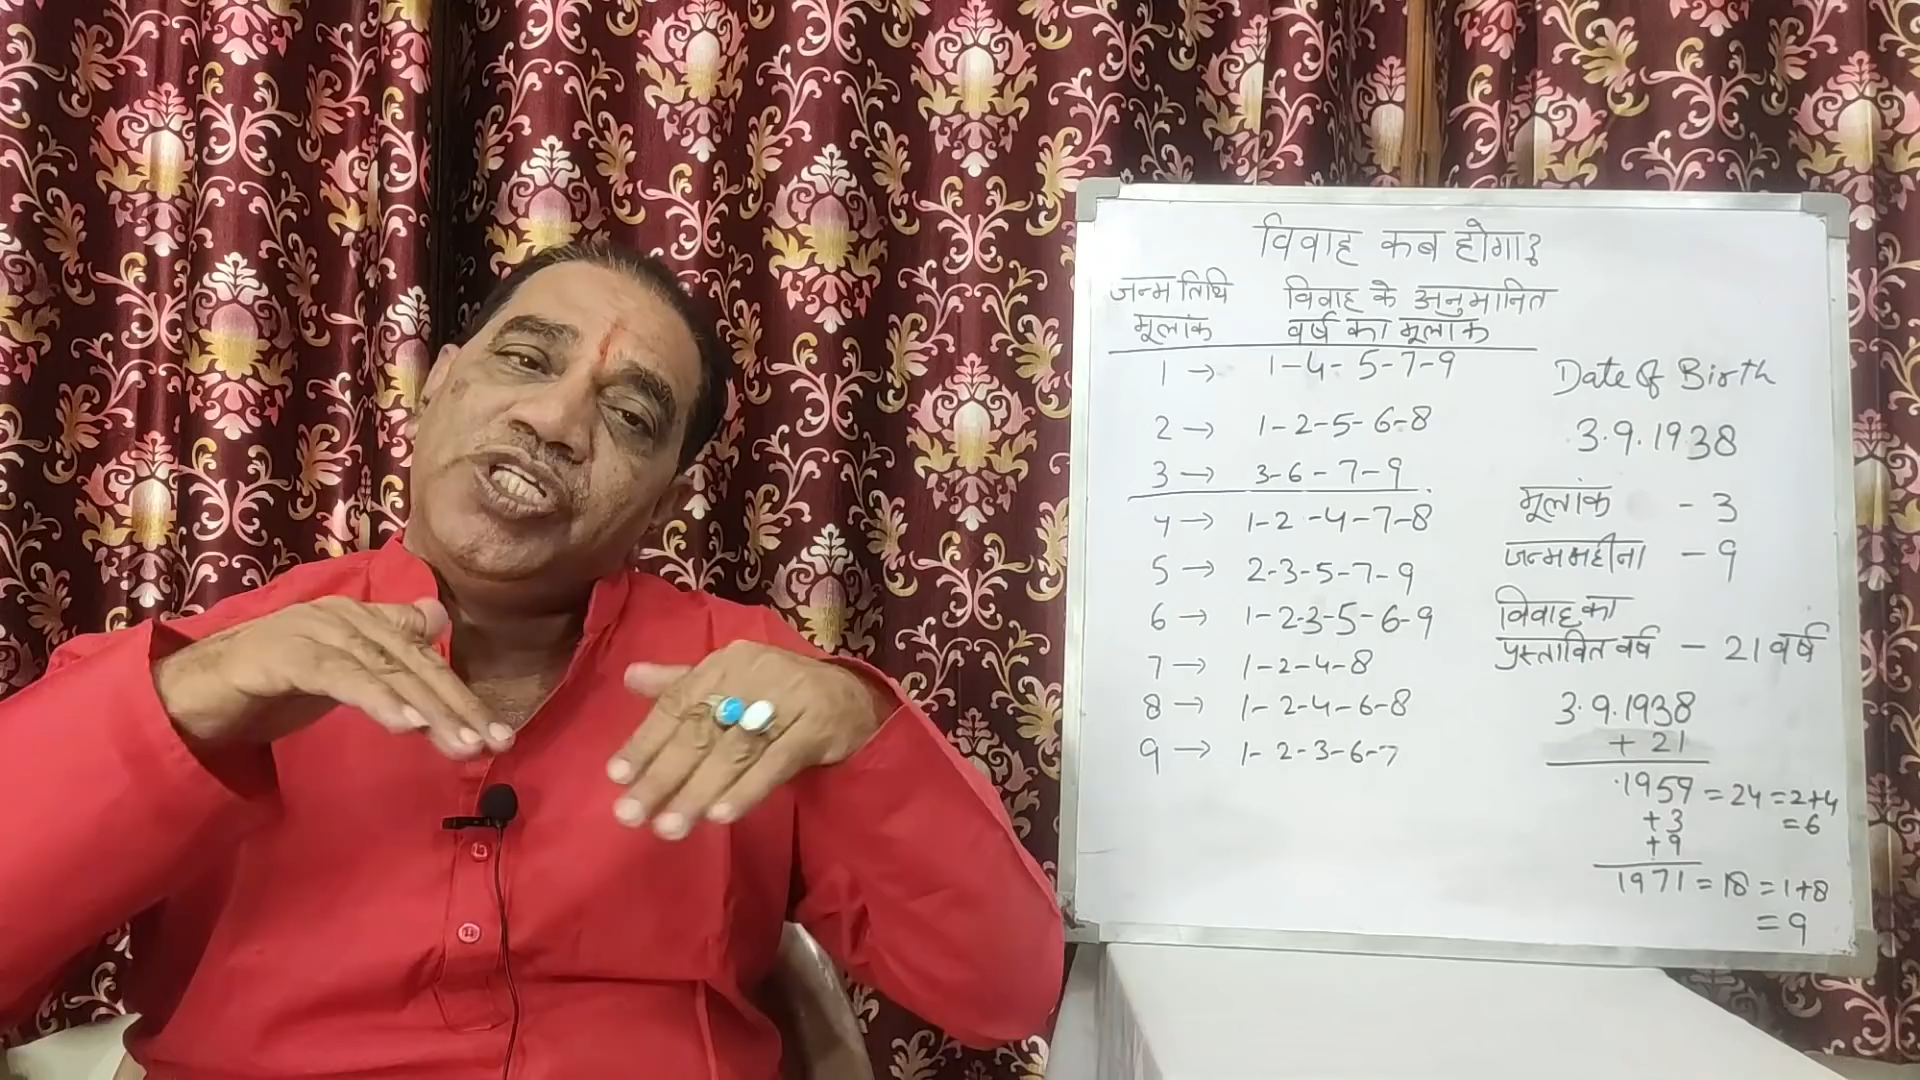 विवाह कब होगा?
जन्म तिथि
मूलांक
विवाह के अनुमानित
वर्ष का मूलांक
1 → 1-4-5-7-9
2 → 1-2-5-6-8
3 → 3-6-7-9
4 → 1-2-4-7-8
5 → 2-3-5-7-9
6 → 1-2-3-5-6-9
7 → 1-2-4-8
8 → 1-2-4-6-8
9 → 1-2-3-6-7
Date of Birth
3.9.1938
मूलांक - 3
जन्म महीना - 9
विवाह का
प्रस्तावित वर्ष - 21 वर्ष
3.9.1938
+ 21
1959 = 24 = 2+4
+ 3 = 6
+ 9
1971 = 18 = 1+8
= 9